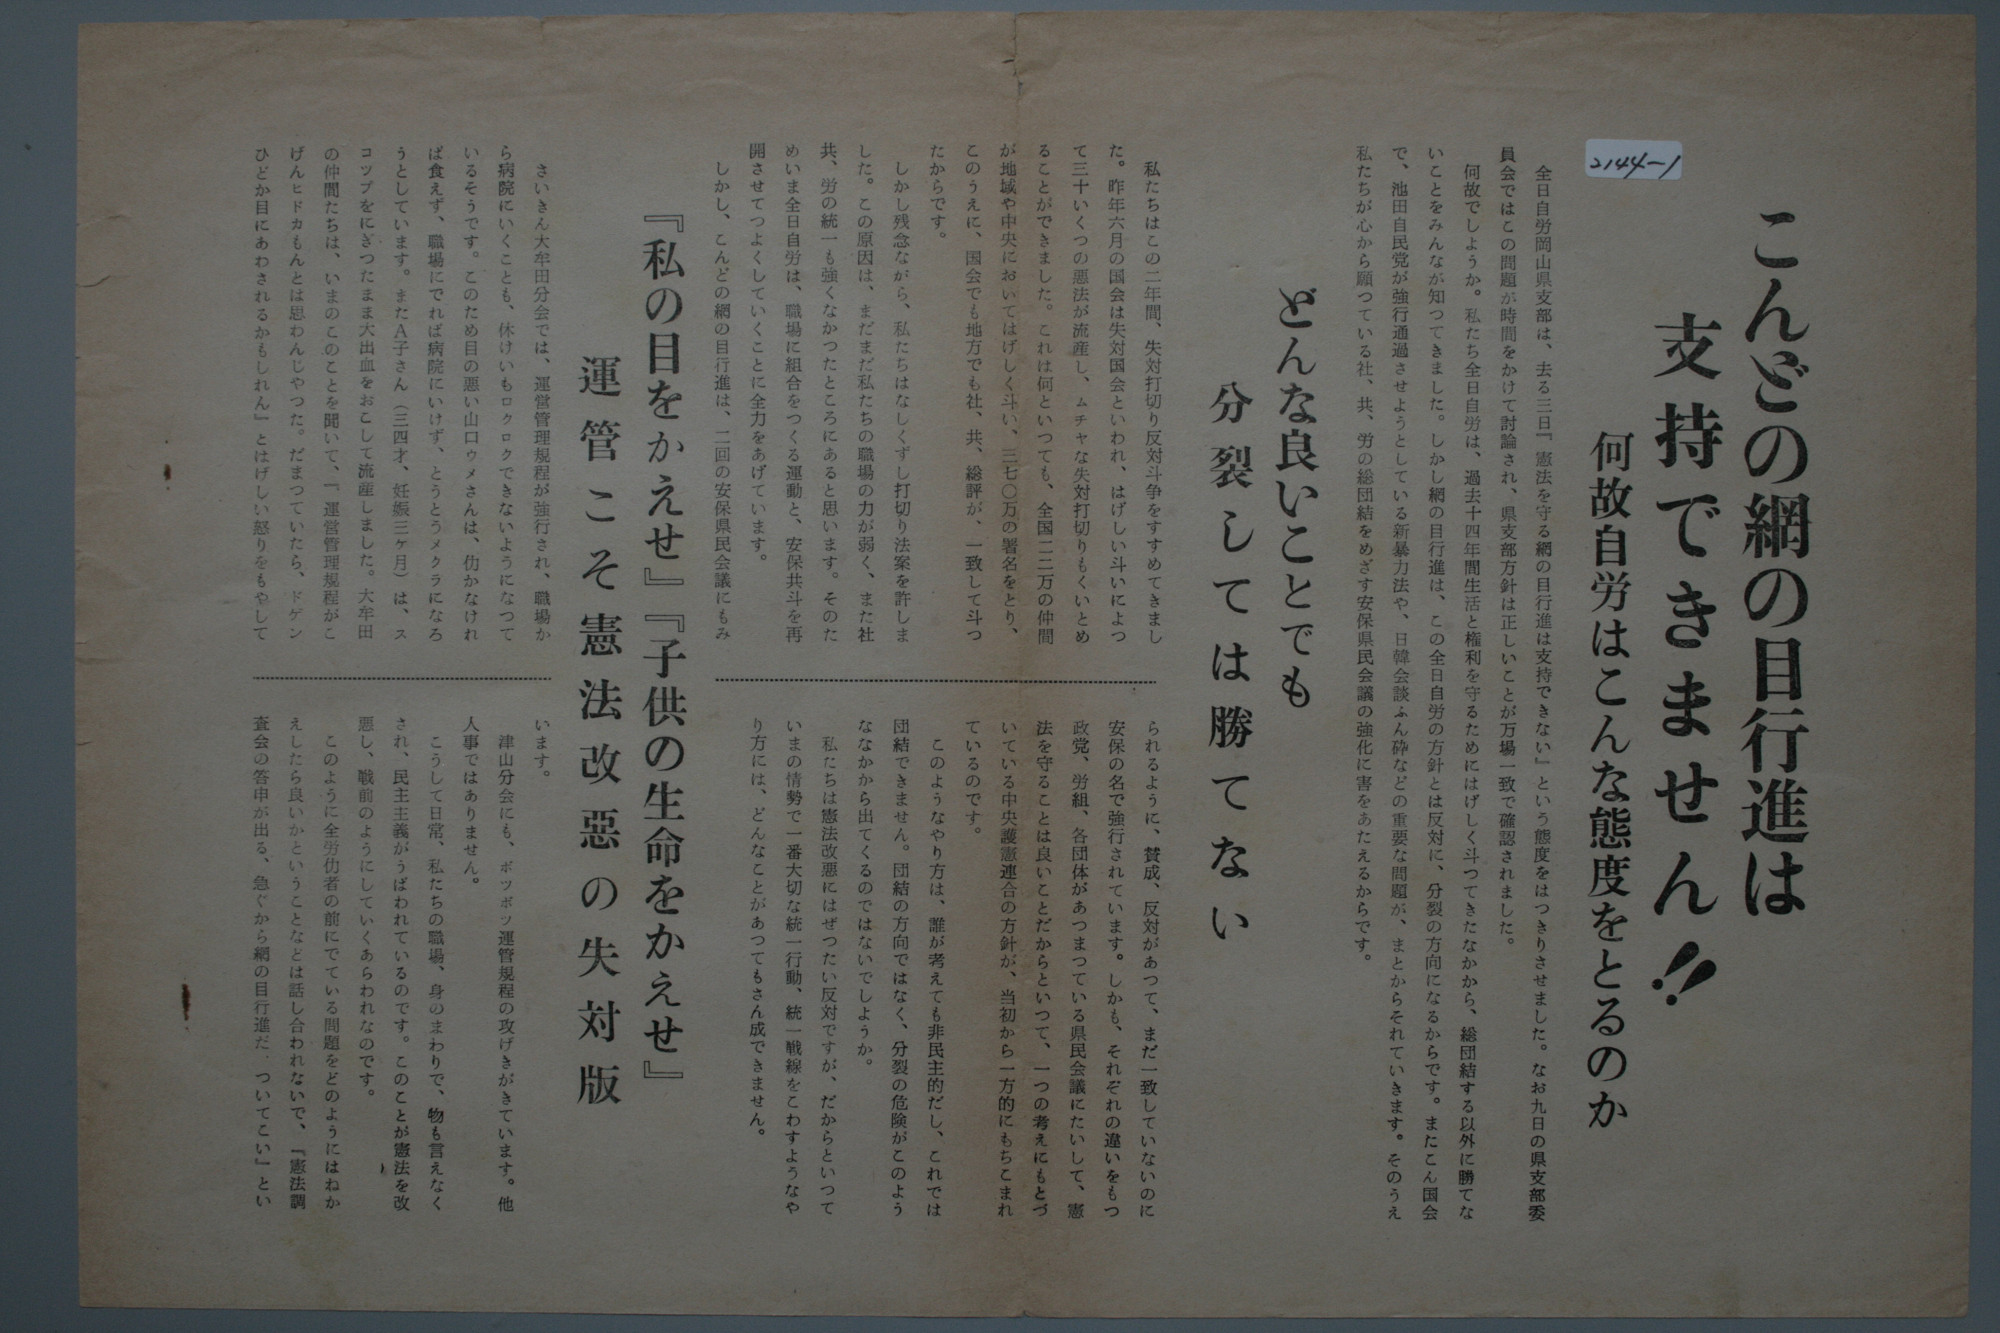 2144-1
こんどの網の目行進は
支持できません!!
何故自労はこんな態度をとるのか
全日自労岡山県支部は、去る三日『憲法を守る網の目行進は支持できない』という態度をはつきりさせました。なお九日の県支部委
員会ではこの問題が時間をかけて討論され、県支部方針は正しいことが万場一致で確認されました。
何故でしようか。私たち全日自労は、過去十四年間生活と権利を守るためにはげしく斗つてきたなかから、総団結する以外に勝てな
いことをみんなが知つてきました。しかし網の目行進は、この全日自労の方針とは反対に、分裂の方向になるからです。またこん国会
で、池田自民党が強行通過させようとしている新暴力法や、日韓会談ふん砕などの重要な問題が、まとからそれていきます。そのうえ
私たちが心から願つている社、共、労の総団結をめざす安保県民会議の強化に害をあたえるからです。
どんな良いことでも
分裂しては勝てない
私たちはこの二年間、失対打切り反対斗争をすすめてきまし
た。昨年六月の国会は失対国会といわれ、はげしい斗いによつ
て三十いくつの悪法が流産し、ムチャな失対打切りもくいとめ
ることができました。これは何といつても、全国二二万の仲間
が地域や中央においてはげしく斗い、三七〇万の署名をとり、
このうえに、国会でも地方でも社、共、総評が、一致して斗つ
たからです。
しかし残念ながら、私たちはなしくずし打切り法案を許しま
した。この原因は、まだまだ私たちの職場の力が弱く、また社
共、労の統一も強くなかつたところにあると思います。そのた
めいま全日自労は、職場に組合をつくる運動と、安保共斗を再
開させてつよくしていくことに全力をあげています。
しかし、こんどの網の目行進は、二回の安保県民会議にもみ
られるように、賛成、反対があつて、まだ一致していないのに
安保の名で強行されています。しかも、それぞれの違いをもつ
政党、労組、各団体があつまつている県民会議にたいして、憲
法を守ることは良いことだからといつて、一つの考えにもとづ
いている中央護憲連合の方針が、当初から一方的にもちこまれ
ているのです。
このようなやり方は、誰が考えても非民主的だし、これでは
団結できません。団結の方向ではなく、分裂の危険がこのよう
ななかから出てくるのではないでしようか。
私たちは憲法改悪にはぜつたい反対ですが、だからといつて
いまの情勢で一番大切な統一行動、統一戦線をこわすようなや
り方には、どんなことがあつてもさん成できません。
『私の目をかえせ』『子供の生命をかえせ』
運管こそ憲法改悪の失対版
さいきん大牟田分会では、運営管理規程が強行され、職場か
ら病院にいくことも、休けいもロクロクできないようになつて
いるそうです。このため目の悪い山口ウメさんは、仂かなけれ
ば食えず、職場にでれば病院にいけず、とうとうメクラになろ
うとしています。またA子さん（三四才、妊娠三ケ月）は、ス
コツプをにぎつたまま大出血をおこして流産しました。大牟田
の仲間たちは、いまのこのことを聞いて、『運営管理規程がこ
げんヒドカもんとは思わんじやつた。だまつていたら、ドゲン
ひどか目にあわされるかもしれん』とはげしい怒りをもやして
います。
津山分会にも、ボツボツ運管規程の攻げきがきています。他
人事ではありません。
こうして日常、私たちの職場、身のまわりで、物も言えなく
され、民主主義がうばわれているのです。このことが憲法を改
悪し、戦前のようにしていくあらわれなのです。
このように全労仂者の前にでている問題をどのようにはねか
えしたら良いかということなどは話し合われないで、『憲法調
査会の答申が出る、急ぐから網の目行進だ、ついてこい』とい